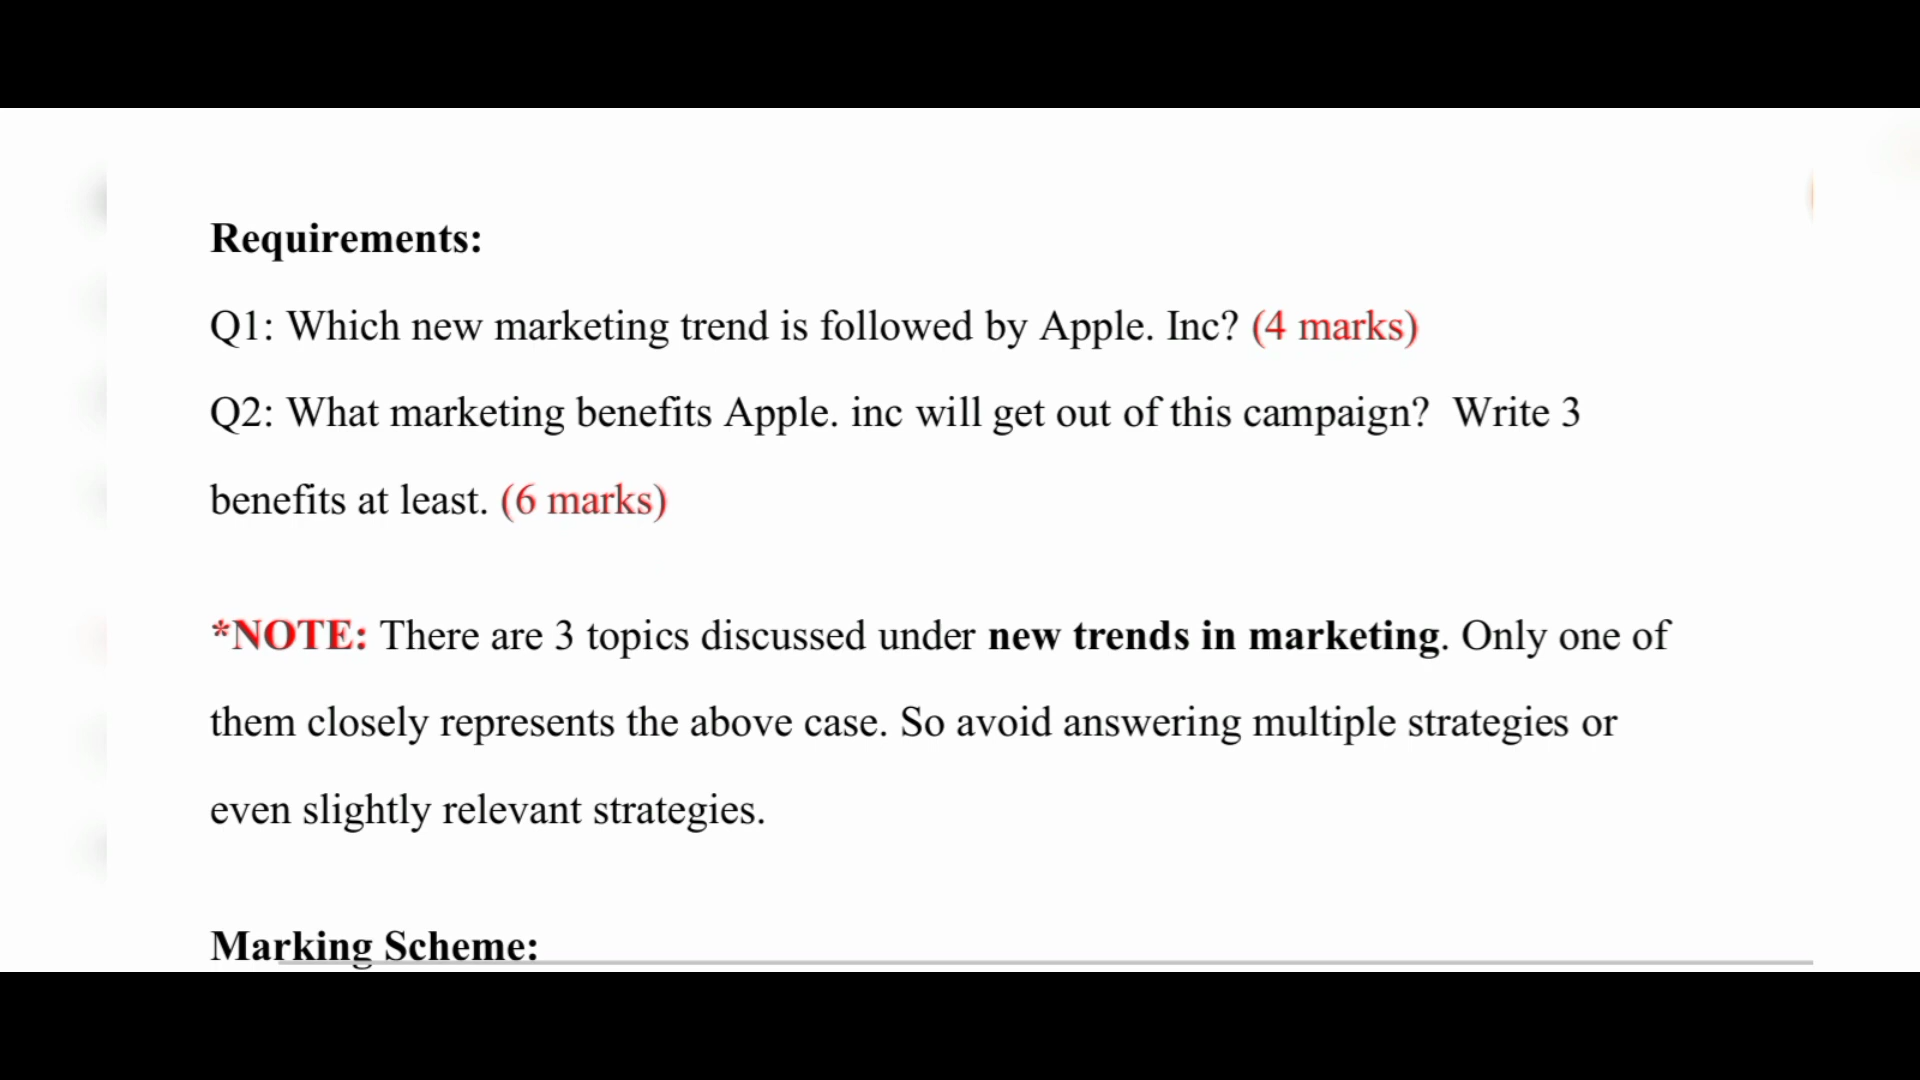 Requirements:
Q1: Which new marketing trend is followed by Apple. Inc? (4 marks)
Q2: What marketing benefits Apple. inc will get out of this campaign?  Write 3
benefits at least. (6 marks)
*NOTE: There are 3 topics discussed under new trends in marketing. Only one of
them closely represents the above case. So avoid answering multiple strategies or
even slightly relevant strategies.
Marking Scheme: